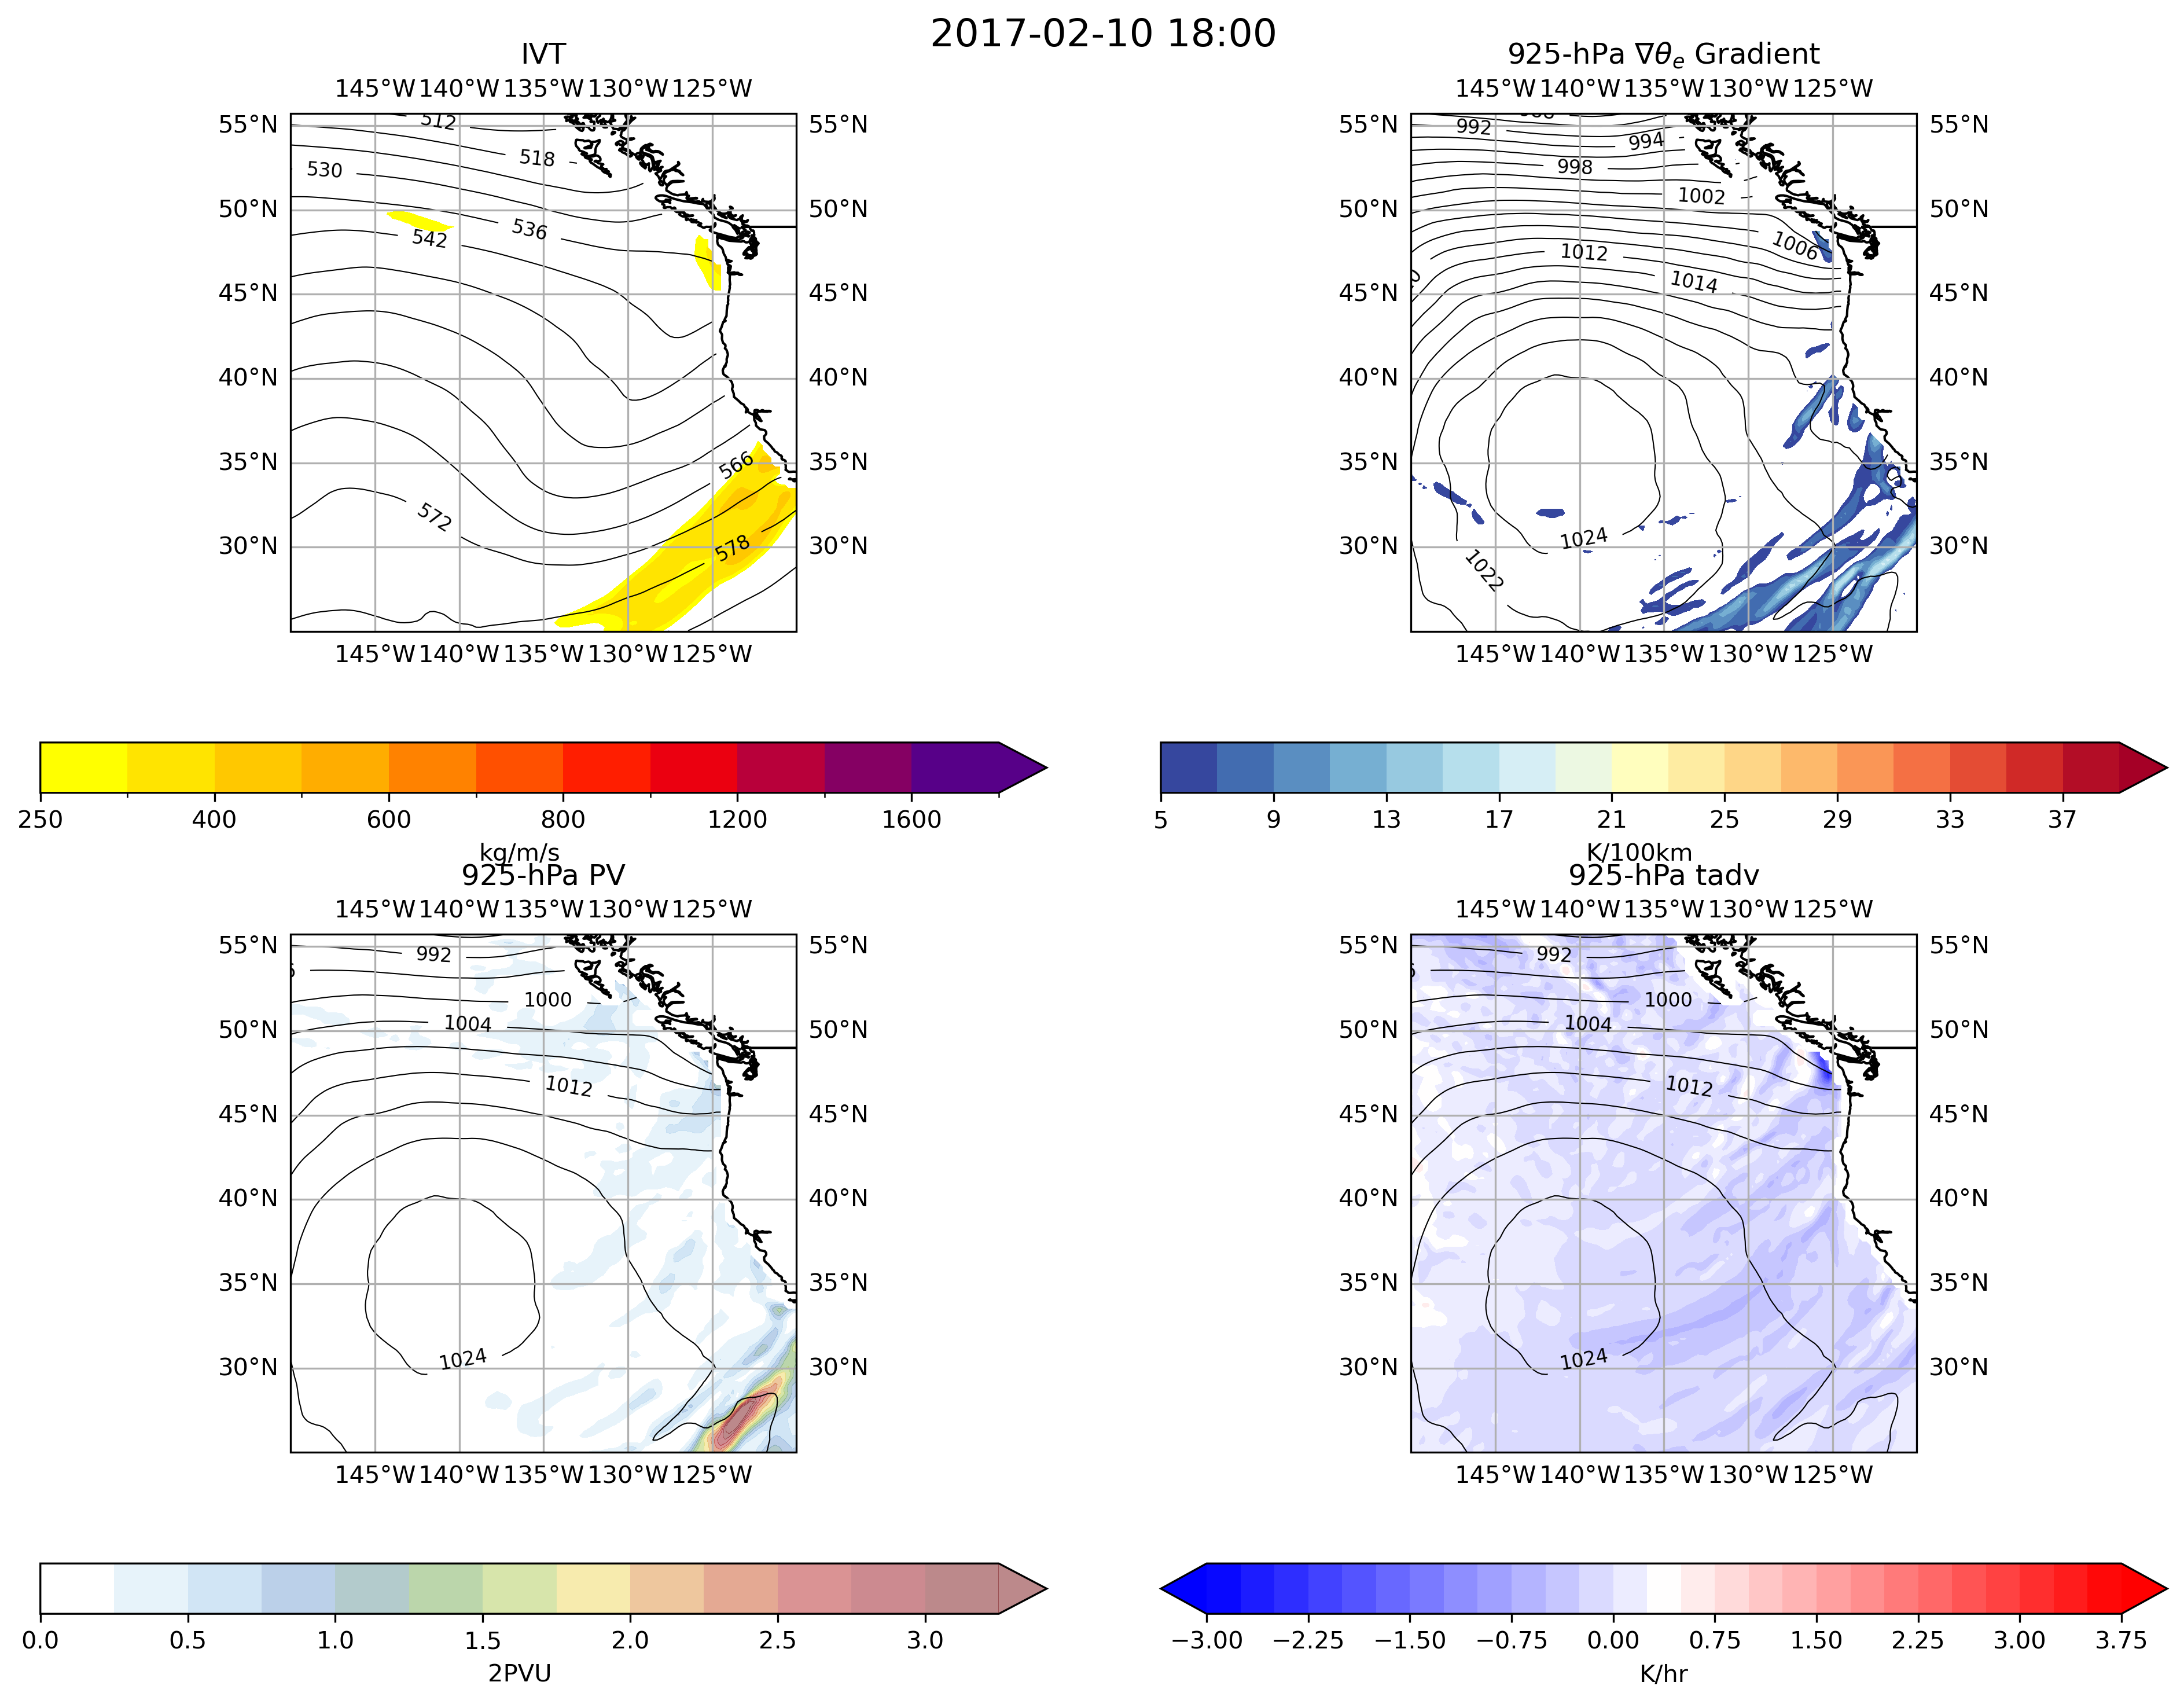 2017-02-10 18:00
IVT
145°W 140°W 135°W 130°W 125°W
55°N 55°N
50°N 50°N
45°N 45°N
40°N 40°N
35°N 35°N
30°N 30°N
512
518
530
536
542
566
572
578
145°W 140°W 135°W 130°W 125°W
250 400 600 800 1200 1600
kg/m/s
925-hPa ∇θe Gradient
145°W 140°W 135°W 130°W 125°W
55°N 55°N
50°N 50°N
45°N 45°N
40°N 40°N
35°N 35°N
30°N 30°N
992
994
998
1002
1006
1012
1014
1024
1022
145°W 140°W 135°W 130°W 125°W
5 9 13 17 21 25 29 33 37
K/100km
925-hPa PV
145°W 140°W 135°W 130°W 125°W
55°N 55°N
50°N 50°N
45°N 45°N
40°N 40°N
35°N 35°N
30°N 30°N
992
1000
1004
1012
1024
145°W 140°W 135°W 130°W 125°W
0.0 0.5 1.0 1.5 2.0 2.5 3.0
2PVU
925-hPa tadv
145°W 140°W 135°W 130°W 125°W
55°N 55°N
50°N 50°N
45°N 45°N
40°N 40°N
35°N 35°N
30°N 30°N
992
1000
1004
1012
1024
145°W 140°W 135°W 130°W 125°W
−3.00 −2.25 −1.50 −0.75 0.00 0.75 1.50 2.25 3.00 3.75
K/hr